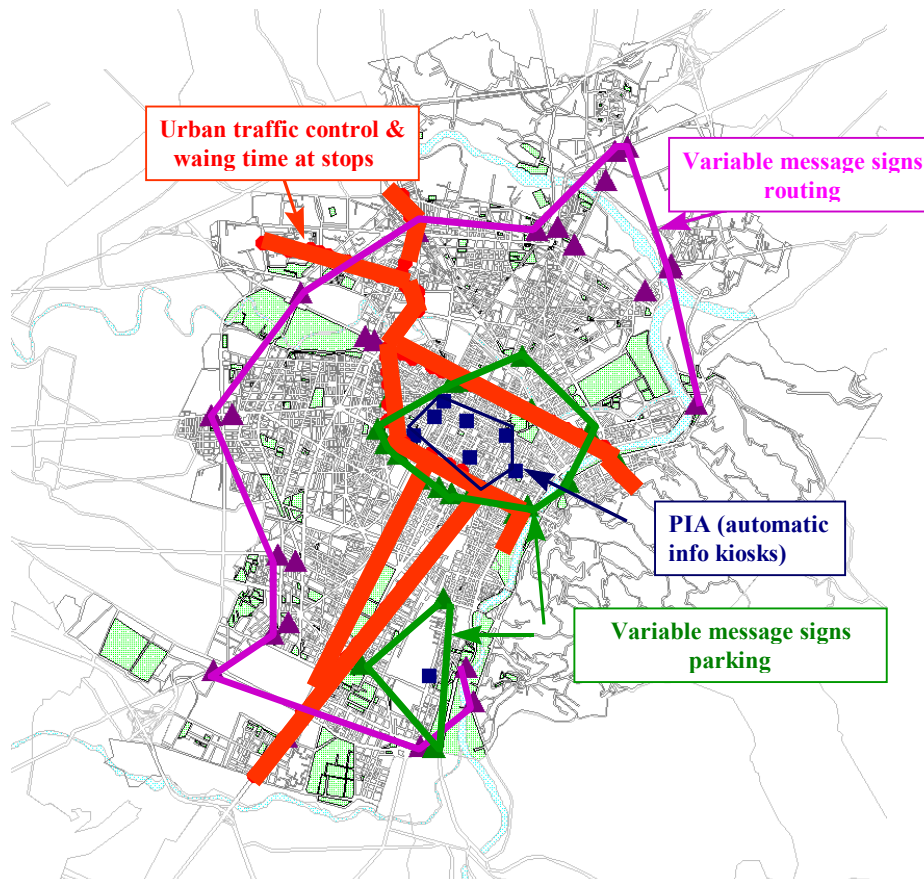 Urban traffic control &
waing time at stops
Variable message signs
routing
PIA (automatic
info kiosks)
Variable message signs
parking